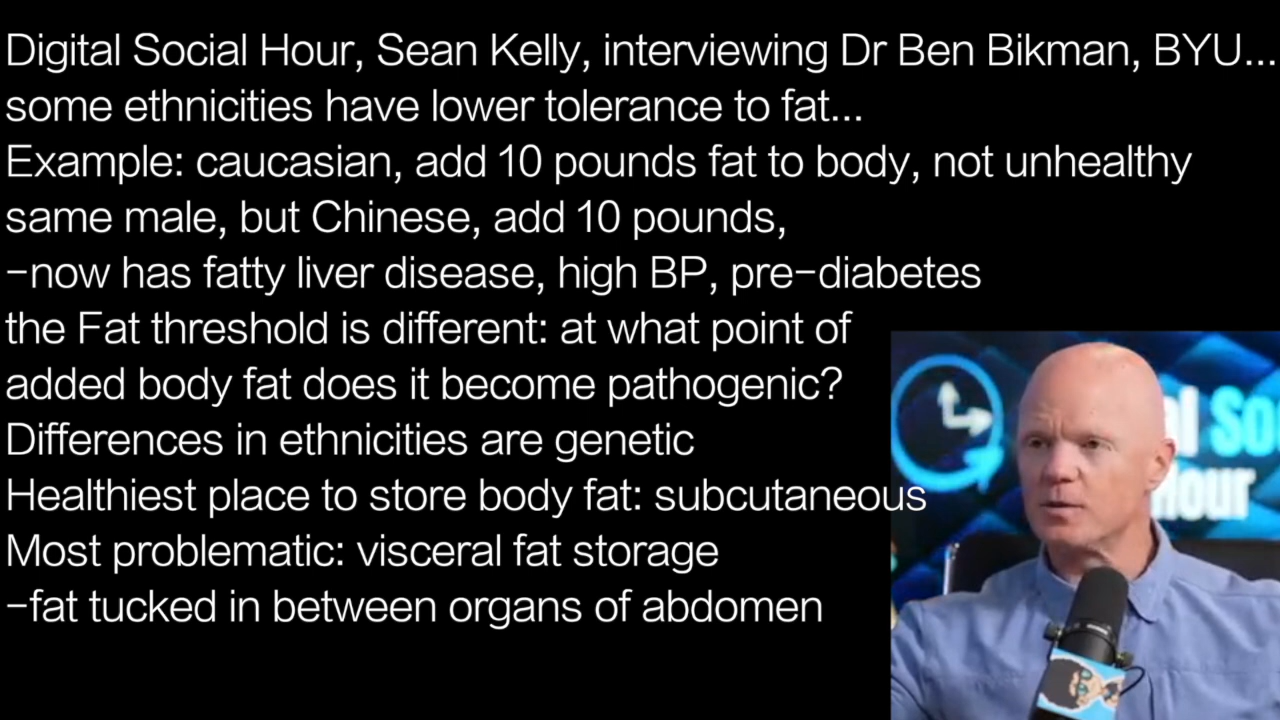 Digital Social Hour, Sean Kelly, interviewing Dr Ben Bikman, BYU...
some ethnicities have lower tolerance to fat...
Example: caucasian, add 10 pounds fat to body, not unhealthy
same male, but Chinese, add 10 pounds,
-now has fatty liver disease, high BP, pre-diabetes
the Fat threshold is different: at what point of
added body fat does it become pathogenic?
Differences in ethnicities are genetic
Healthiest place to store body fat: subcutaneous
Most problematic: visceral fat storage
-fat tucked in between organs of abdomen
al So
Hour